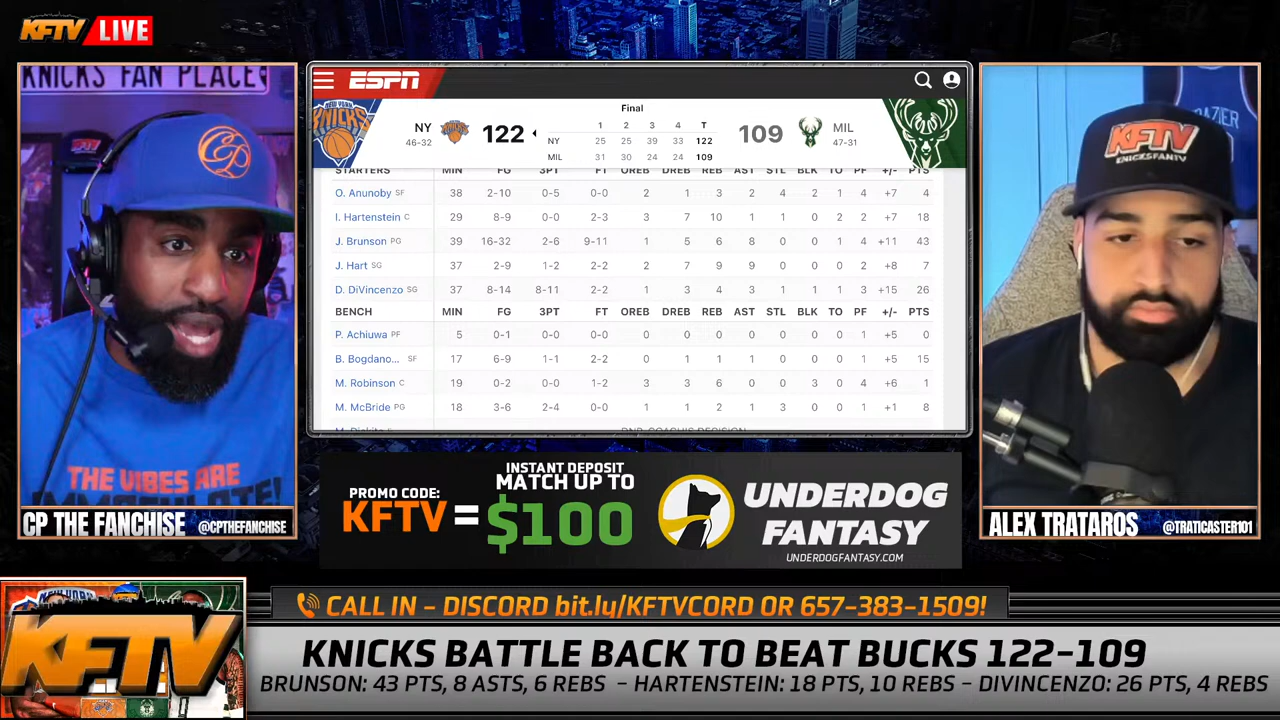 KFTV LIVE
KNICKS FAN PLACE
ESPN
Final
NEW YORK
KNICKS
NY
46-32
122
1 2 3 4 T
NY 25 25 39 33 122
MIL 31 30 24 24 109
109
MIL
47-31
STARTERS MIN FG 3PT FT OREB DREB REB AST STL BLK TO PF +/- PTS
O. Anunoby SF 38 2-10 0-5 0-0 2 1 3 2 4 2 1 4 +7 4
I. Hartenstein C 29 8-9 0-0 2-3 3 7 10 1 1 0 2 2 +7 18
J. Brunson PG 39 16-32 2-6 9-11 1 5 6 8 0 0 1 4 +11 43
J. Hart SG 37 2-9 1-2 2-2 2 7 9 9 0 0 0 2 +8 7
D. DiVincenzo SG 37 8-14 8-11 2-2 1 3 4 3 1 1 1 3 +15 26
BENCH MIN FG 3PT FT OREB DREB REB AST STL BLK TO PF +/- PTS
P. Achiuwa PF 5 0-1 0-0 0-0 0 0 0 0 0 0 0 1 +5 0
B. Bogdano... SF 17 6-9 1-1 2-2 0 1 1 1 0 0 0 1 +5 15
M. Robinson C 19 0-2 0-0 1-2 3 3 6 0 0 3 0 4 +6 1
M. McBride PG 18 3-6 2-4 0-0 1 1 2 1 3 0 0 1 +1 8
KFTV
KNICKSFANTV
FRAZIER
THE VIBES ARE
IMMACULATE!
CP THE FANCHISE @CPTHEFANCHISE
ALEX TRATAROS @TRATICASTER101
PROMO CODE:
KFTV
=
INSTANT DEPOSIT
MATCH UP TO
$100
UNDERDOG
FANTASY
UNDERDOGFANTASY.COM
CALL IN - DISCORD bit.ly/KFTVCORD OR 657-383-1509!
KFTV
KNICKS BATTLE BACK TO BEAT BUCKS 122-109
BRUNSON: 43 PTS, 8 ASTS, 6 REBS - HARTENSTEIN: 18 PTS, 10 REBS - DIVINCENZO: 26 PTS, 4 REBS